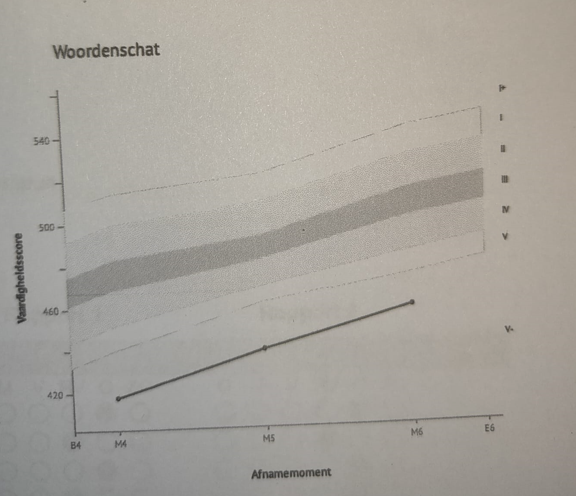 Woordenschat
I+
I
540
II
III
IV
500
V
Vaardigheidsscore
460
V-
420
B4
M4
M5
M6
E6
Afnamemoment